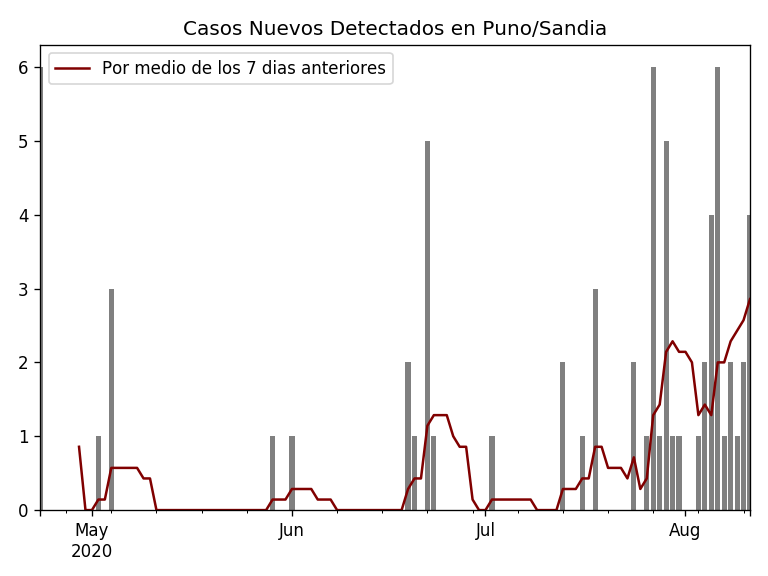 Casos Nuevos Detectados en Puno/Sandia
Por medio de los 7 dias anteriores
6
5
4
3
2
1
0
May
2020
Jun
Jul
Aug